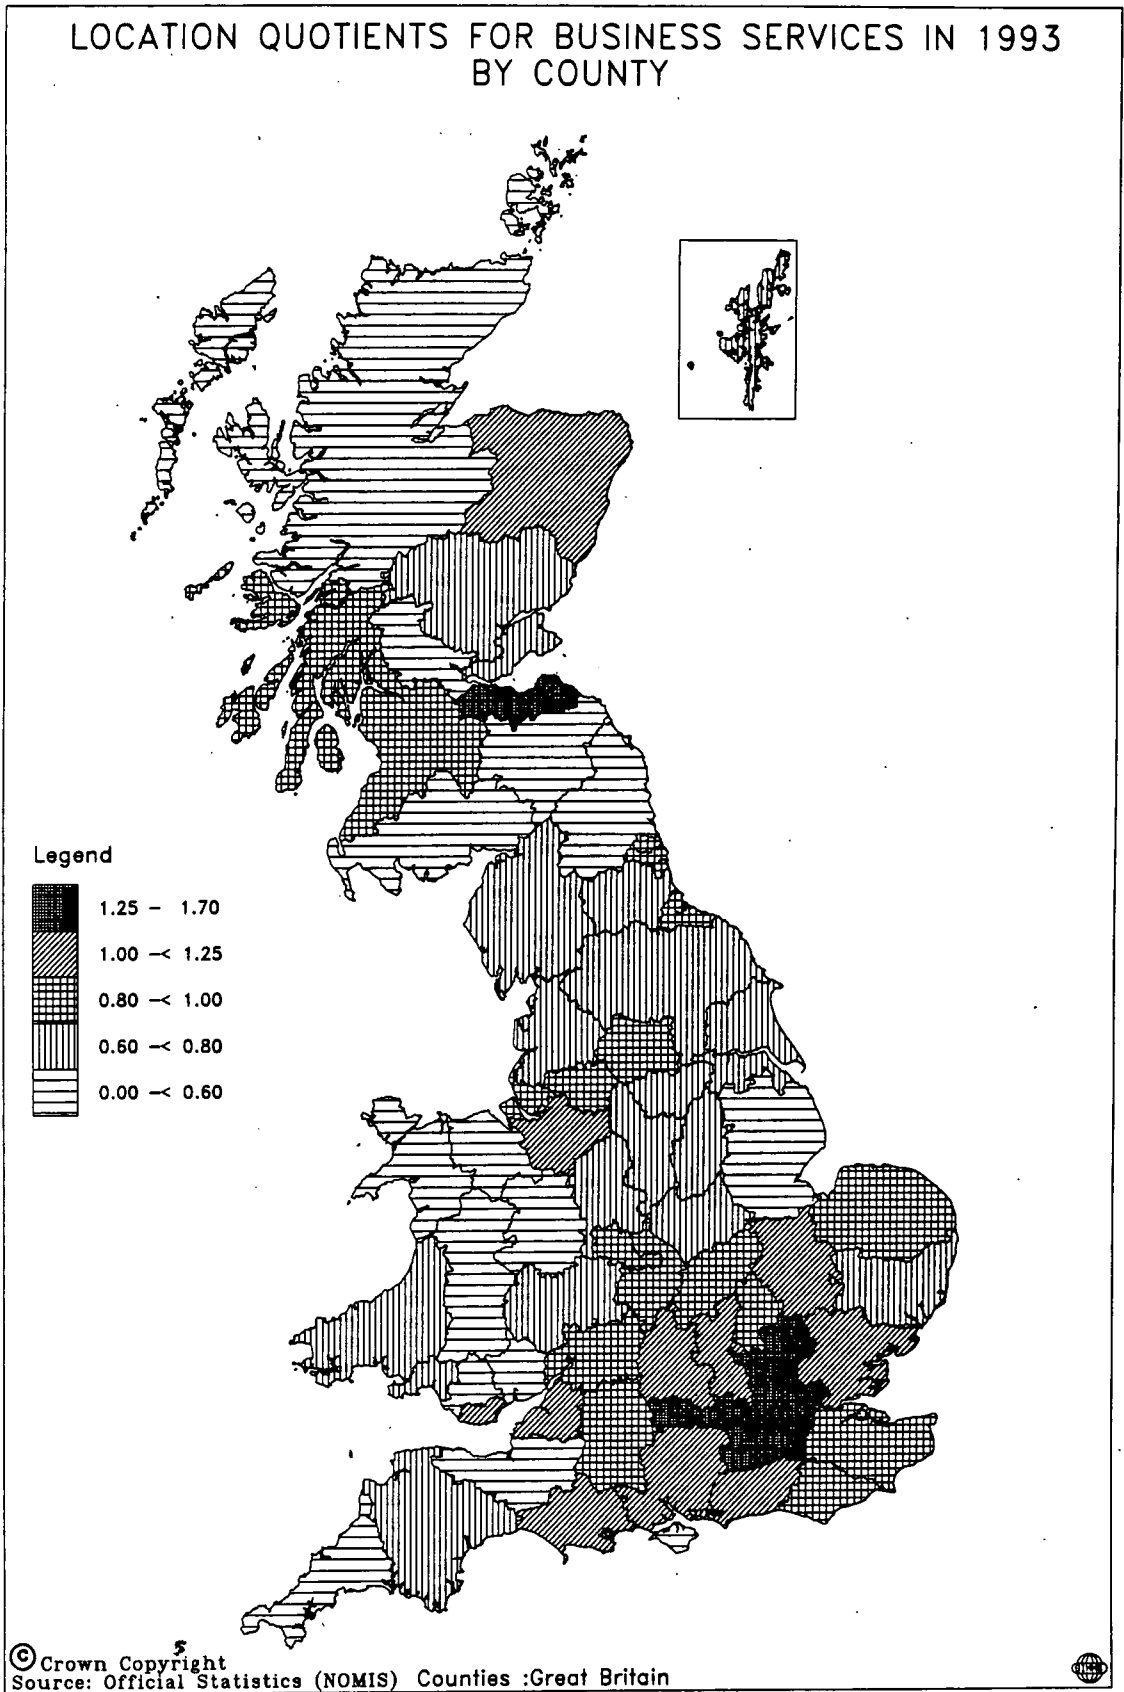 LOCATION QUOTIENTS FOR BUSINESS SERVICES IN 1993
BY COUNTY
Legend
1.25 – 1.70
1.00 –< 1.25
0.80 –< 1.00
0.60 –< 0.80
0.00 –< 0.60
5
© Crown Copyright
Source: Official Statistics (NOMIS) Counties :Great Britain